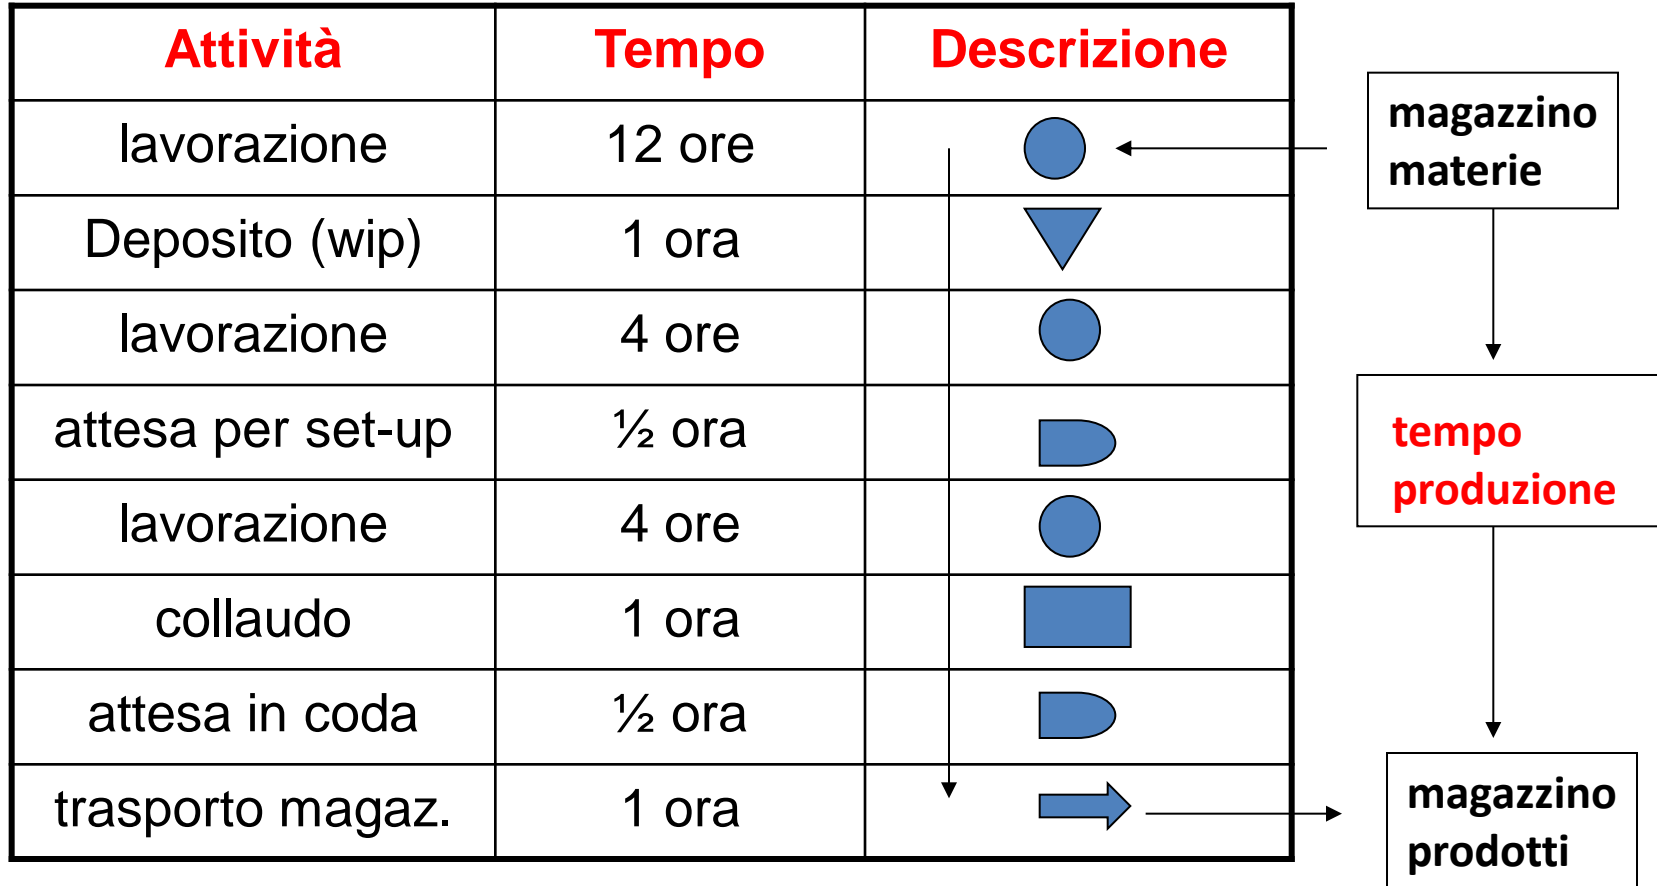 Attività Tempo Descrizione
lavorazione 12 ore
Deposito (wip) 1 ora
lavorazione 4 ore
attesa per set-up ½ ora
lavorazione 4 ore
collaudo 1 ora
attesa in coda ½ ora
trasporto magaz. 1 ora
magazzino
materie
tempo
produzione
magazzino
prodotti